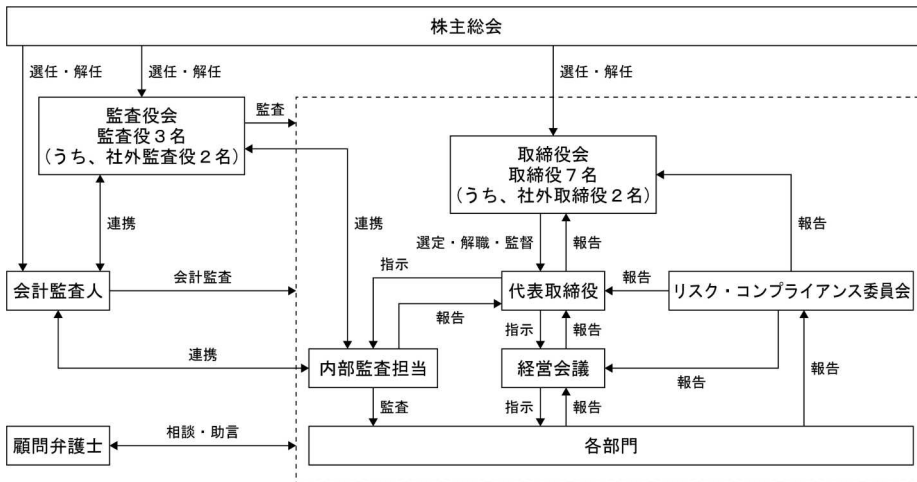 株主総会
選任・解任
選任・解任
選任・解任
監査役会
監査役３名
（うち、社外監査役２名）
監査
取締役会
取締役７名
（うち、社外取締役２名）
連携
連携
選定・解職・監督
報告
報告
指示
会計監査人
会計監査
代表取締役
報告
リスク・コンプライアンス委員会
報告
指示
報告
連携
内部監査担当
経営会議
報告
報告
監査
指示
報告
顧問弁護士
相談・助言
各部門